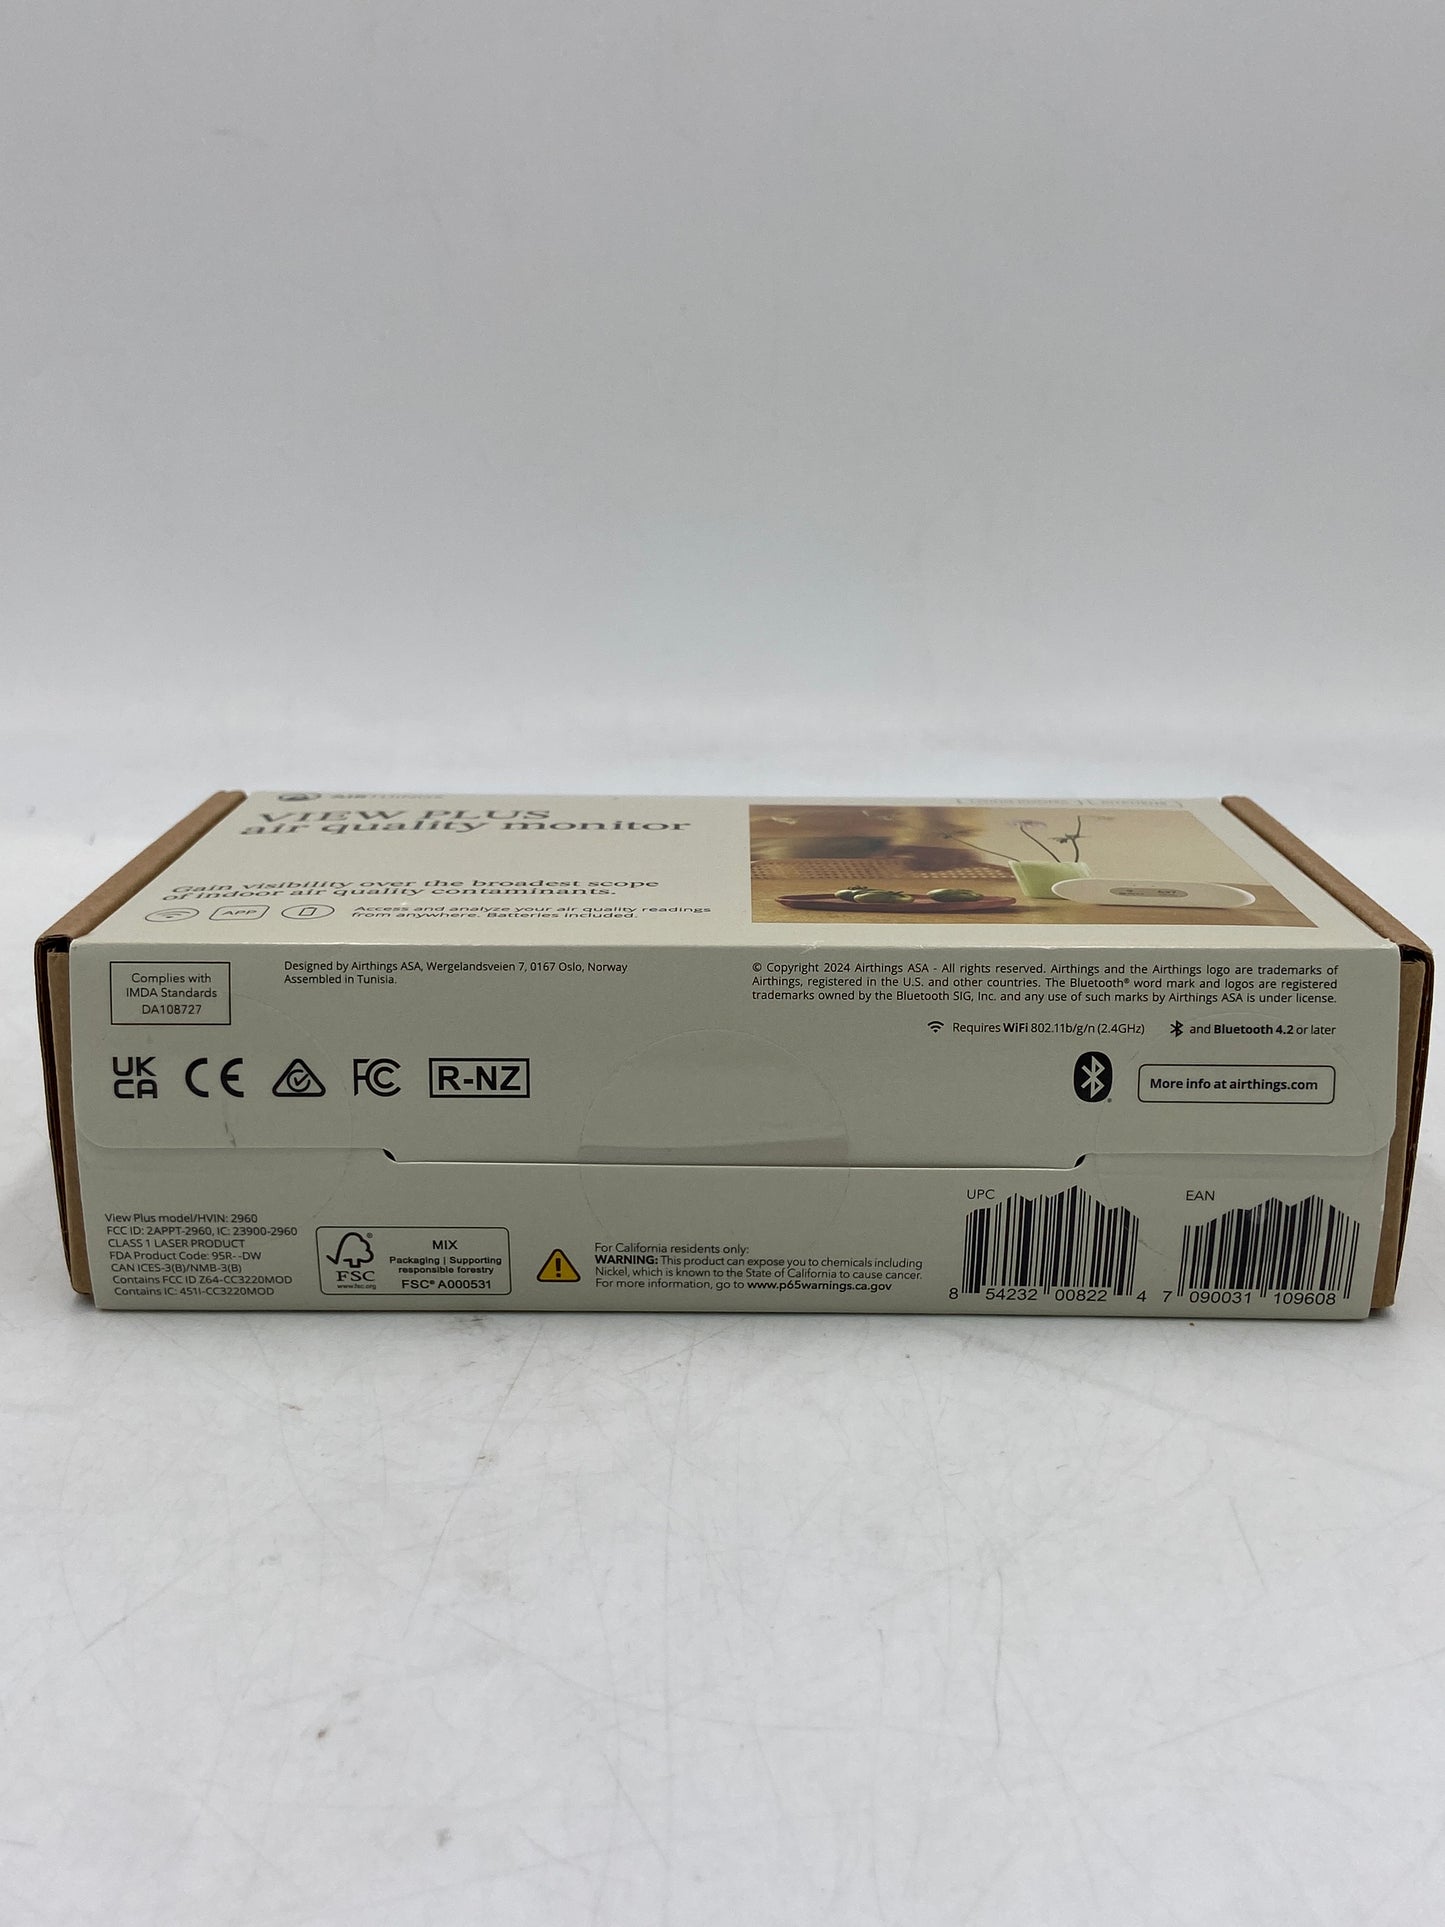 AIRTHINGS
VIEW PLUS
air quality monitor
Gain visibility over the broadest scope
of indoor air quality contaminants.
APP
Access and analyze your air quality readings
from anywhere. Batteries included.
Complies with
IMDA Standards
DA108727
Designed by Airthings ASA, Wergelandsveien 7, 0167 Oslo, Norway
Assembled in Tunisia.
© Copyright 2024 Airthings ASA - All rights reserved. Airthings and the Airthings logo are trademarks of
Airthings, registered in the U.S. and other countries. The Bluetooth® word mark and logos are registered
trademarks owned by the Bluetooth SIG, Inc. and any use of such marks by Airthings ASA is under license.
Requires WiFi 802.11b/g/n (2.4GHz) and Bluetooth 4.2 or later
UK
CA
CE
FC
R-NZ
More info at airthings.com
View Plus model/HVIN: 2960
FCC ID: 2APPT-2960, IC: 23900-2960
CLASS 1 LASER PRODUCT
FDA Product Code: 95R--DW
CAN ICES-3(B)/NMB-3(B)
Contains FCC ID Z64-CC3220MOD
Contains IC: 451I-CC3220MOD
FSC
www.fsc.org
MIX
Packaging | Supporting
responsible forestry
FSC® A000531
For California residents only:
WARNING: This product can expose you to chemicals including
Nickel, which is known to the State of California to cause cancer.
For more information, go to www.p65warnings.ca.gov
UPC
8 54232 00822 4
EAN
7 090031 109608